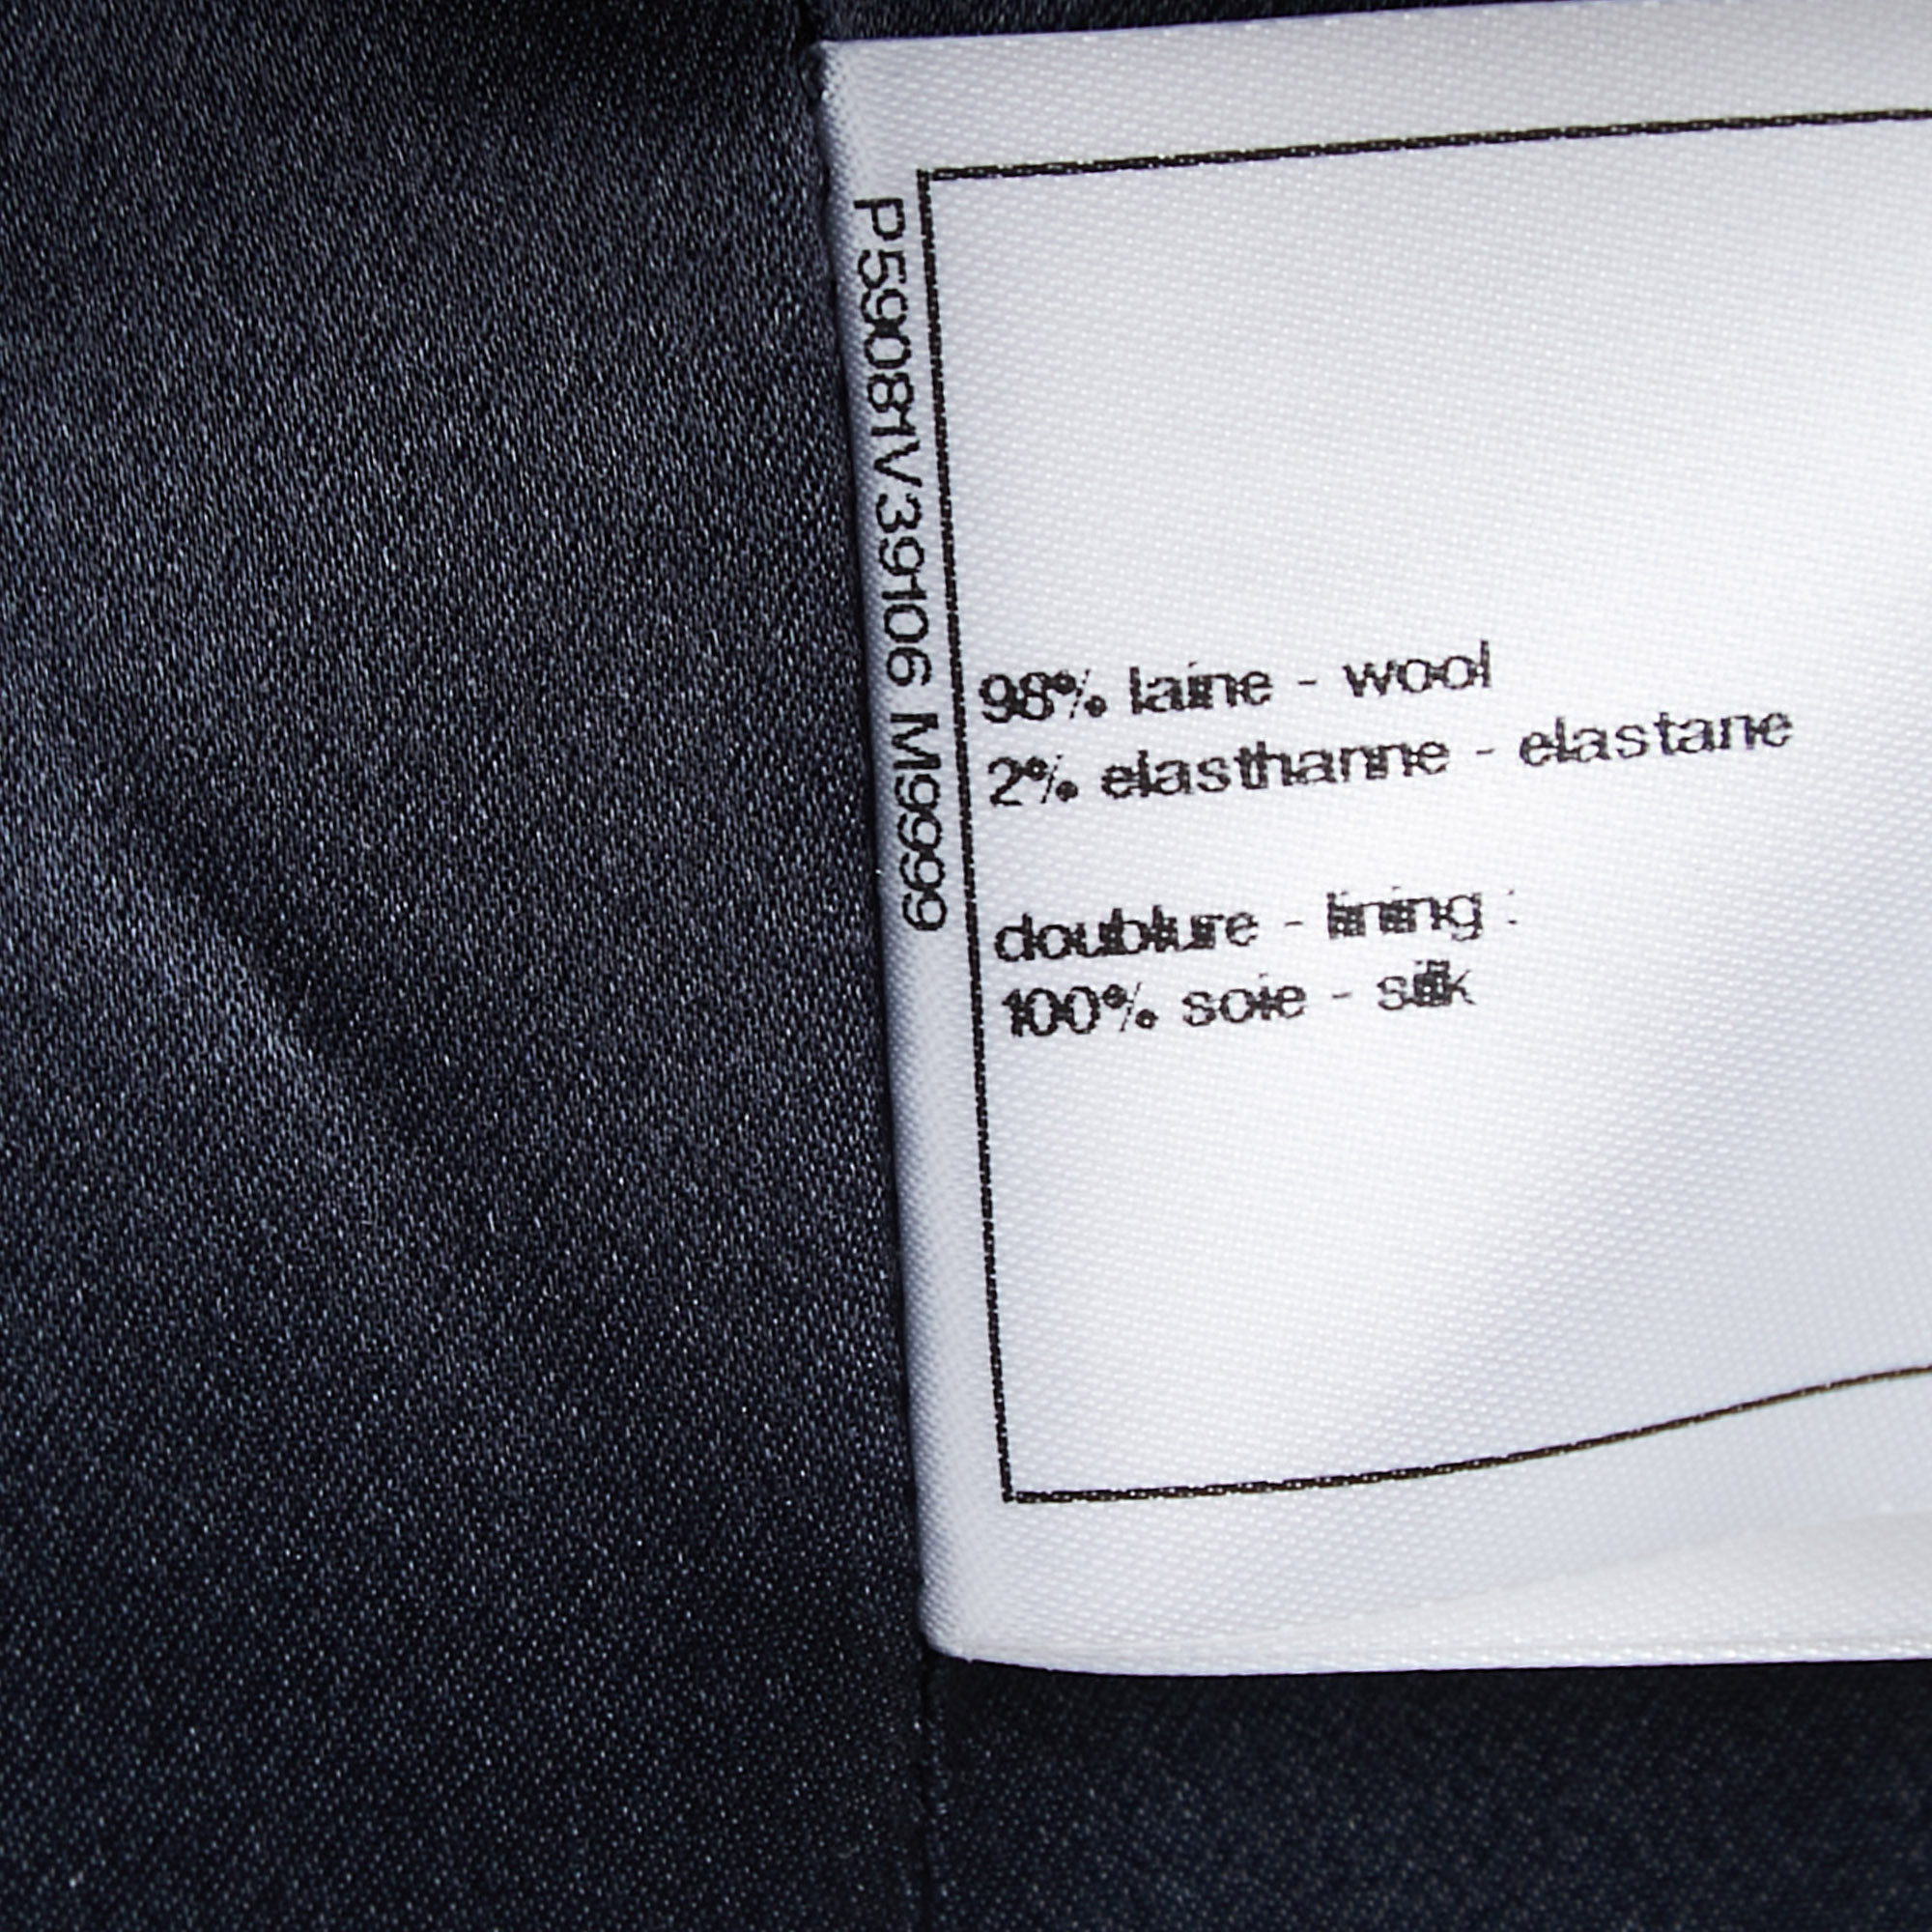 P59081V39106 M9999
98% laine - wool
2% elasthanne - elastane
doublure - lining :
100% soie - silk